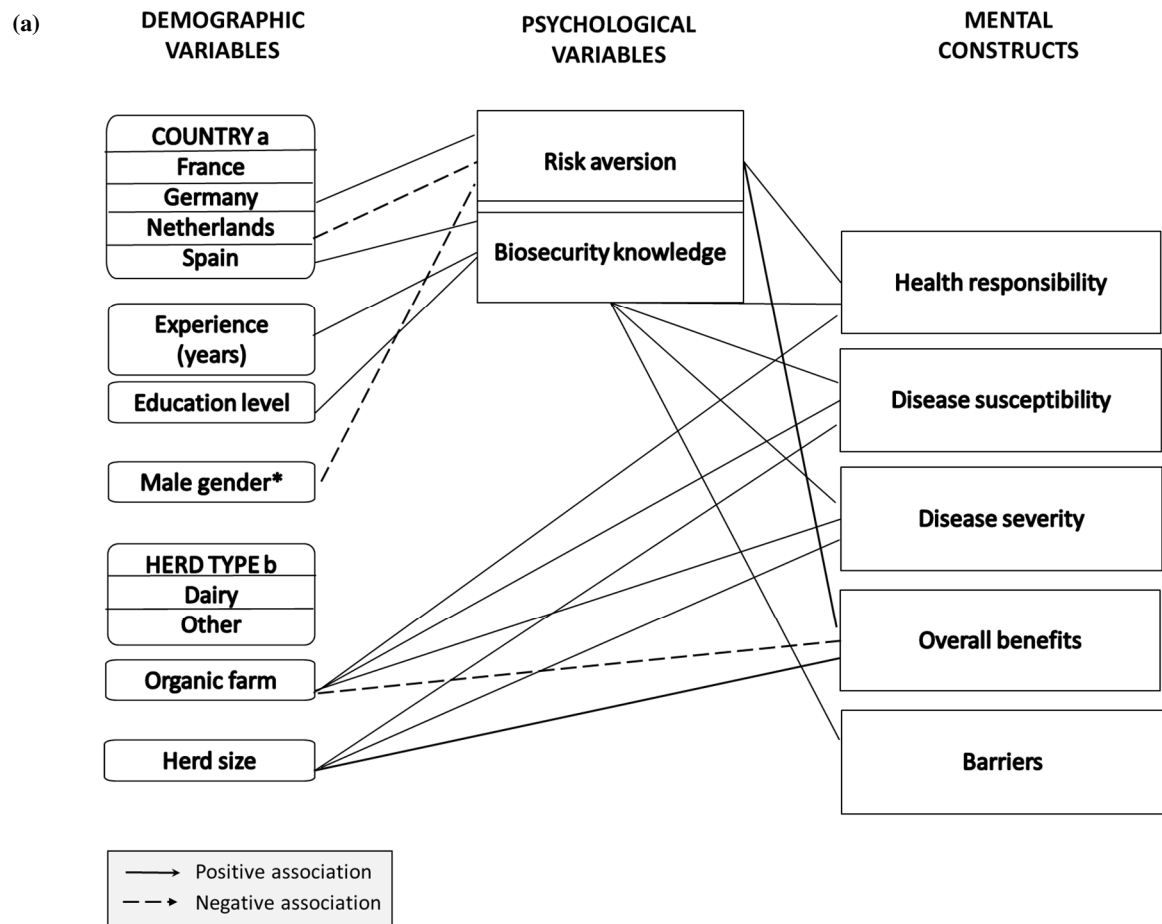 (a)
DEMOGRAPHIC
VARIABLES
PSYCHOLOGICAL
VARIABLES
MENTAL
CONSTRUCTS
COUNTRY a
France
Germany
Netherlands
Spain
Experience
(years)
Education level
Male gender*
HERD TYPE b
Dairy
Other
Organic farm
Herd size
Risk aversion
Biosecurity knowledge
Health responsibility
Disease susceptibility
Disease severity
Overall benefits
Barriers
Positive association
Negative association